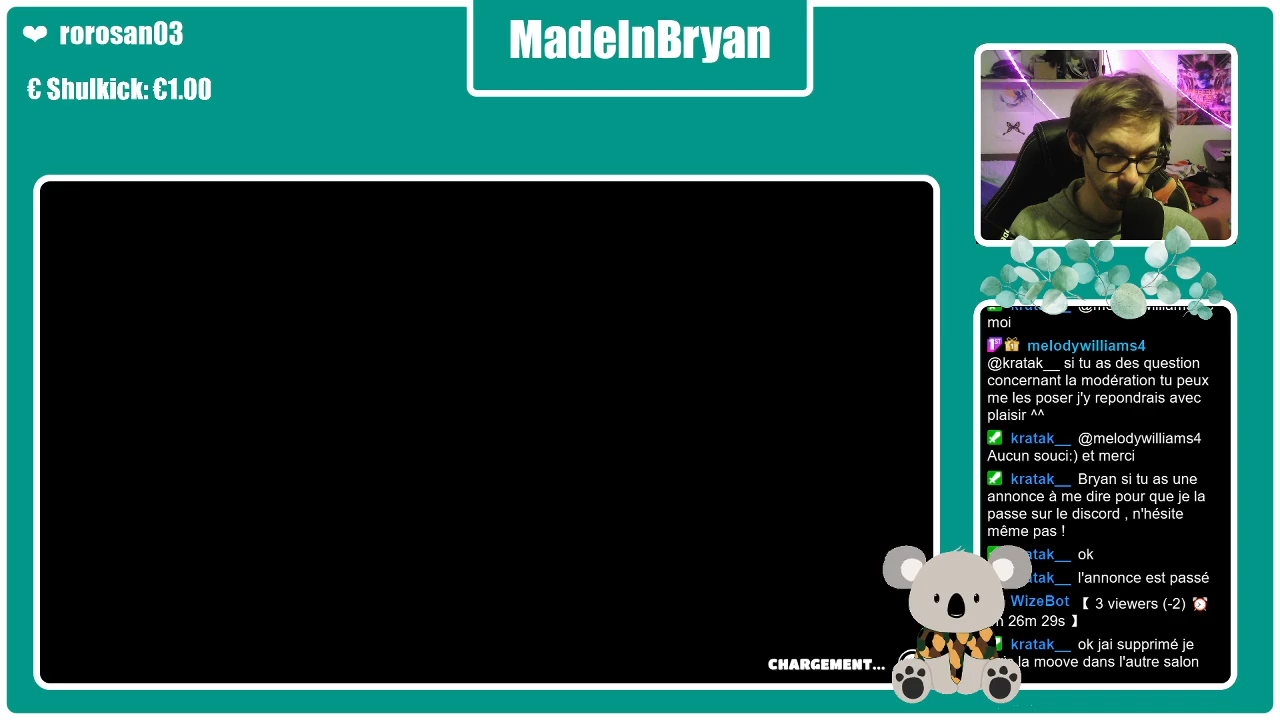 ❤ rorosan03
MadeInBryan
€ Shulkick: €1.00
moi
melodywilliams4
@kratak__ si tu as des question
concernant la modération tu peux
me les poser j'y repondrais avec
plaisir ^^
kratak__ @melodywilliams4
Aucun souci:) et merci
kratak__ Bryan si tu as une
annonce à me dire pour que je la
passe sur le discord , n'hésite
même pas !
atak__ ok
atak__ l'annonce est passé
WizeBot 【 3 viewers (-2) ⏰
26m 29s 】
kratak__ ok jai supprimé je
la moove dans l'autre salon
CHARGEMENT...